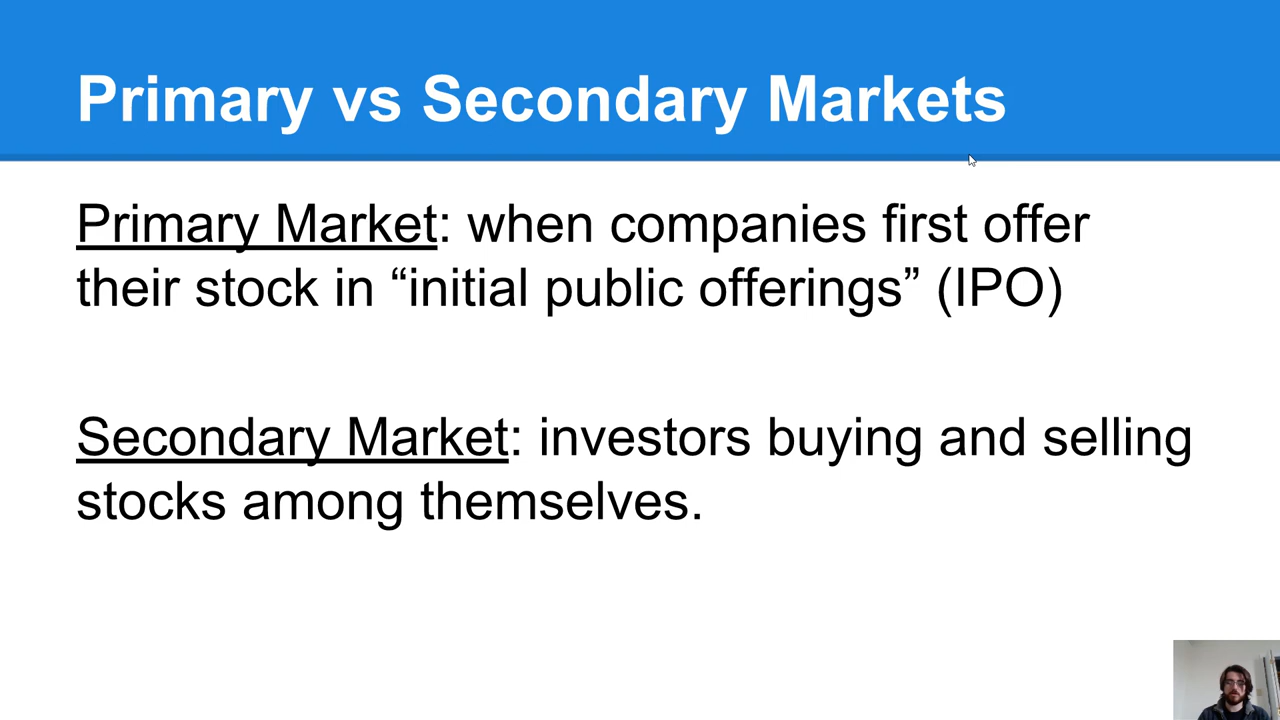 Primary vs Secondary Markets
Primary Market: when companies first offer
their stock in “initial public offerings” (IPO)
Secondary Market: investors buying and selling
stocks among themselves.